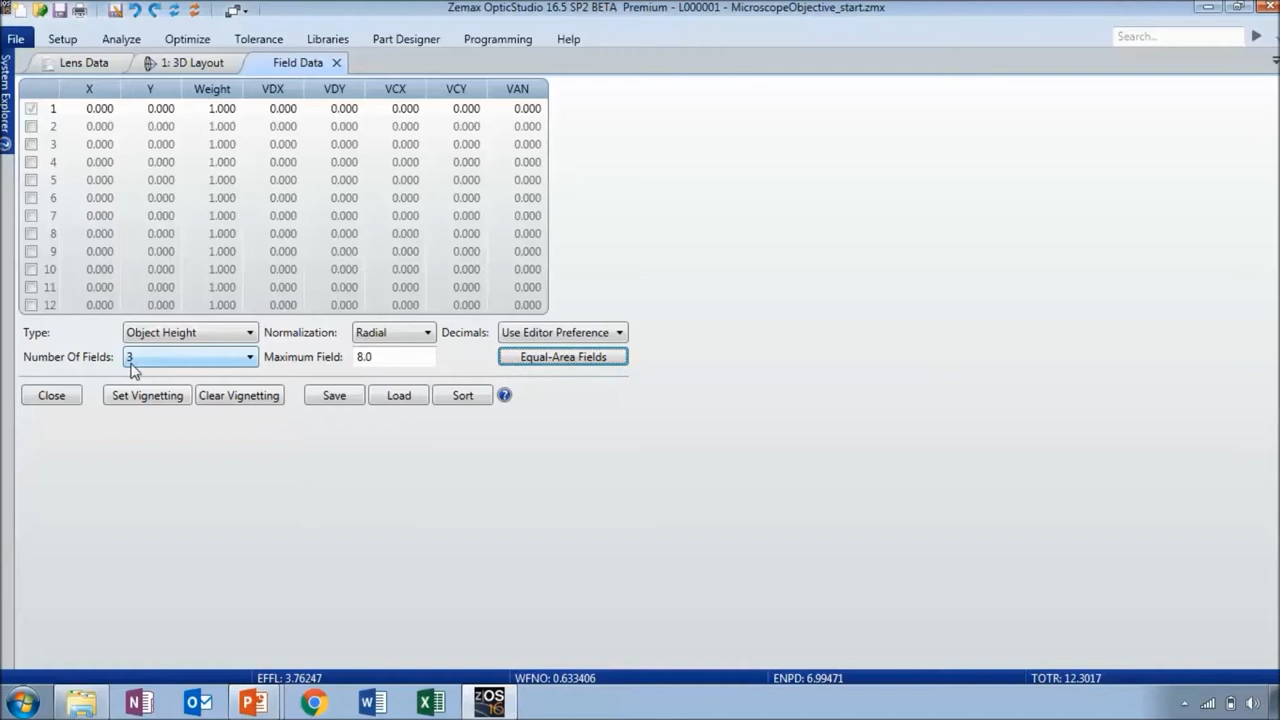 Zemax OpticStudio 16.5 SP2 BETA  Premium - L000001 - MicroscopeObjective_start.zmx
File Setup Analyze Optimize Tolerance Libraries Part Designer Programming Help Search...
Lens Data 1: 3D Layout Field Data
System Explorer
X Y Weight VDX VDY VCX VCY VAN
1 0.000 0.000 1.000 0.000 0.000 0.000 0.000 0.000
2 0.000 0.000 1.000 0.000 0.000 0.000 0.000 0.000
3 0.000 0.000 1.000 0.000 0.000 0.000 0.000 0.000
4 0.000 0.000 1.000 0.000 0.000 0.000 0.000 0.000
5 0.000 0.000 1.000 0.000 0.000 0.000 0.000 0.000
6 0.000 0.000 1.000 0.000 0.000 0.000 0.000 0.000
7 0.000 0.000 1.000 0.000 0.000 0.000 0.000 0.000
8 0.000 0.000 1.000 0.000 0.000 0.000 0.000 0.000
9 0.000 0.000 1.000 0.000 0.000 0.000 0.000 0.000
10 0.000 0.000 1.000 0.000 0.000 0.000 0.000 0.000
11 0.000 0.000 1.000 0.000 0.000 0.000 0.000 0.000
12 0.000 0.000 1.000 0.000 0.000 0.000 0.000 0.000
Type: Object Height Normalization: Radial Decimals: Use Editor Preference
Number Of Fields: 3 Maximum Field: 8.0 Equal-Area Fields
Close Set Vignetting Clear Vignetting Save Load Sort
EFFL: 3.76247 WFNO: 0.633406 ENPD: 6.99471 TOTR: 12.3017
ZOS
16